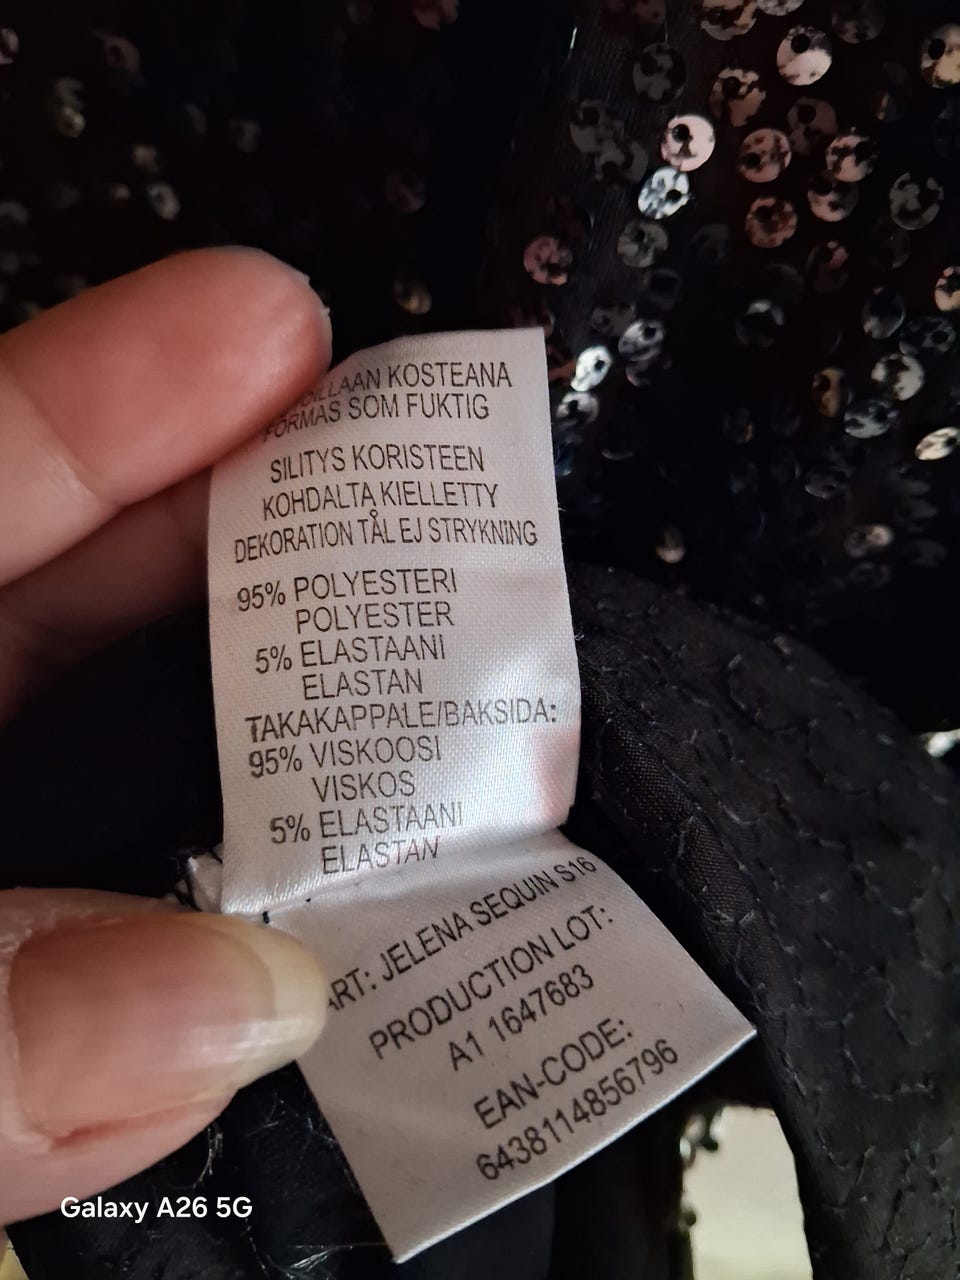 KOSTEANA
FORMAS SOM FUKTIG
SILITYS KORISTEEN
KOHDALTA KIELLETTY
DEKORATION TÅL EJ STRYKNING
95% POLYESTERI
POLYESTER
5% ELASTAANI
ELASTAN
TAKAKAPPALE/BAKSIDA:
95% VISKOOSI
VISKOS
5% ELASTAANI
ELASTAN
ART: JELENA SEQUIN S16
PRODUCTION LOT:
A1 1647683
EAN-CODE:
6438114856796
Galaxy A26 5G